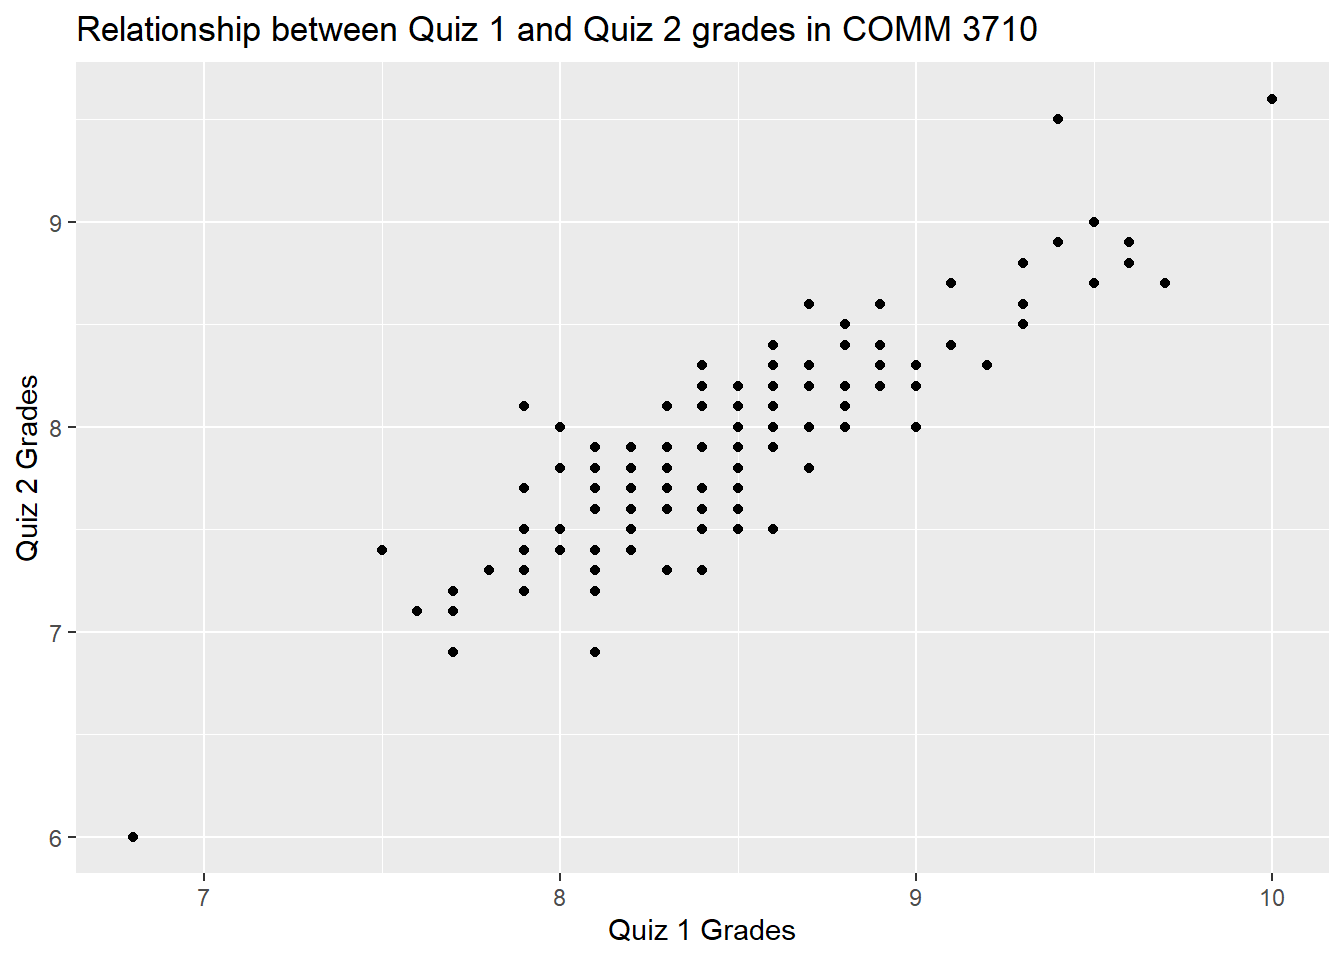 Relationship between Quiz 1 and Quiz 2 grades in COMM 3710
9
8
7
6
Quiz 2 Grades
7 8 9 10
Quiz 1 Grades